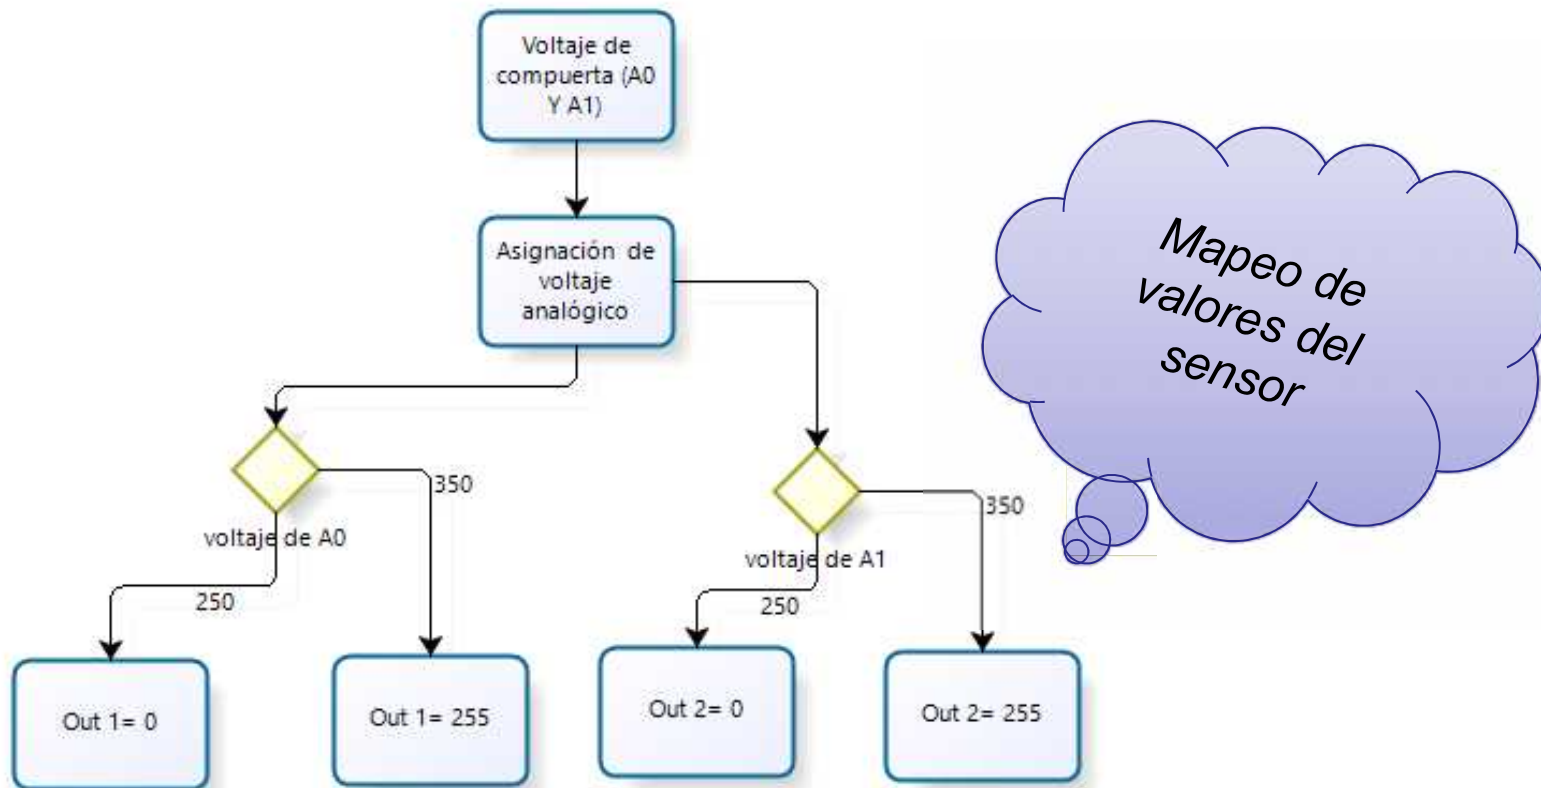 Voltaje de
compuerta (A0
Y A1)
Asignación de
voltaje
analógico
Mapeo de
valores del
sensor
350
voltaje de A0
250
350
voltaje de A1
250
Out 1= 0
Out 1= 255
Out 2= 0
Out 2= 255